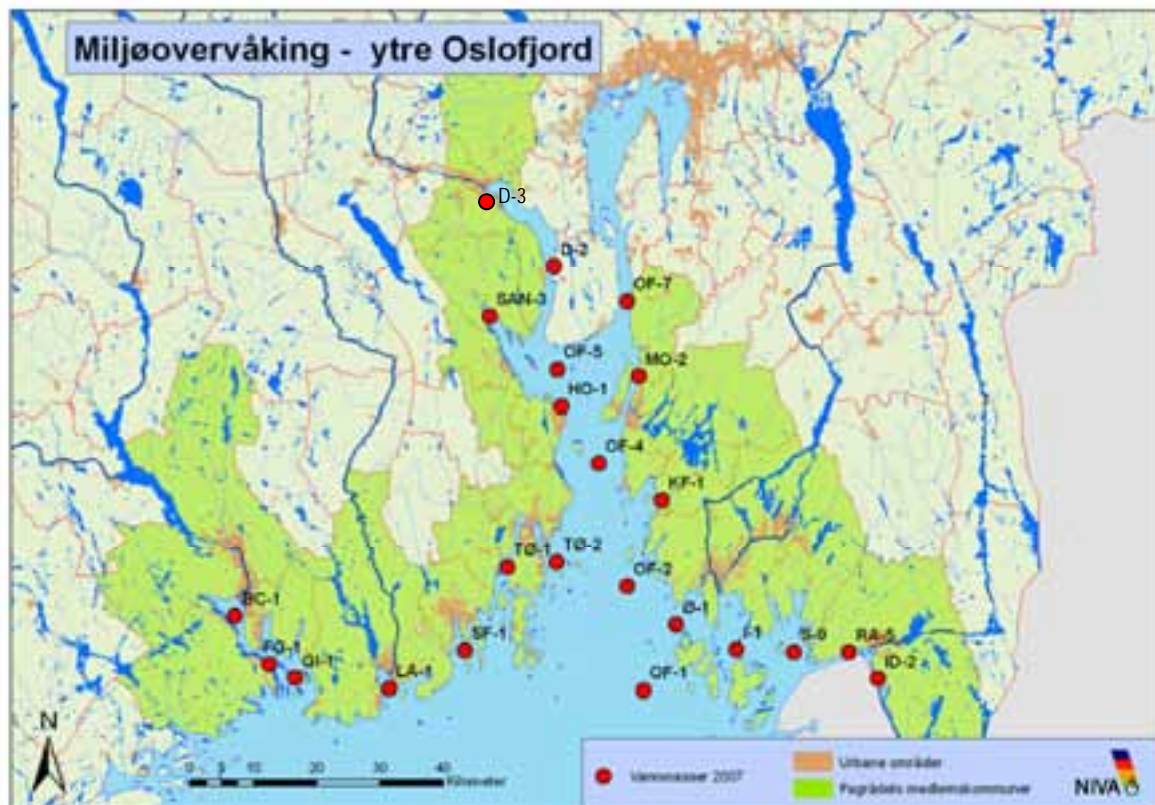 Miljøovervåking - ytre Oslofjord
D-3
D-2
SAN-3
OF-7
OF-5
MO-2
HO-1
OF-4
KF-1
TØ-1
TØ-2
OF-2
BC-1
Ø-1
SF-1
I-1
S-9
RA-5
FG-1
GI-1
LA-1
OF-1
ID-2
N
0 5 10 20 30 40
Kilometer
Vannmasser 2007
Urbane områder
Fagrådets medlemskommuner
NIVA